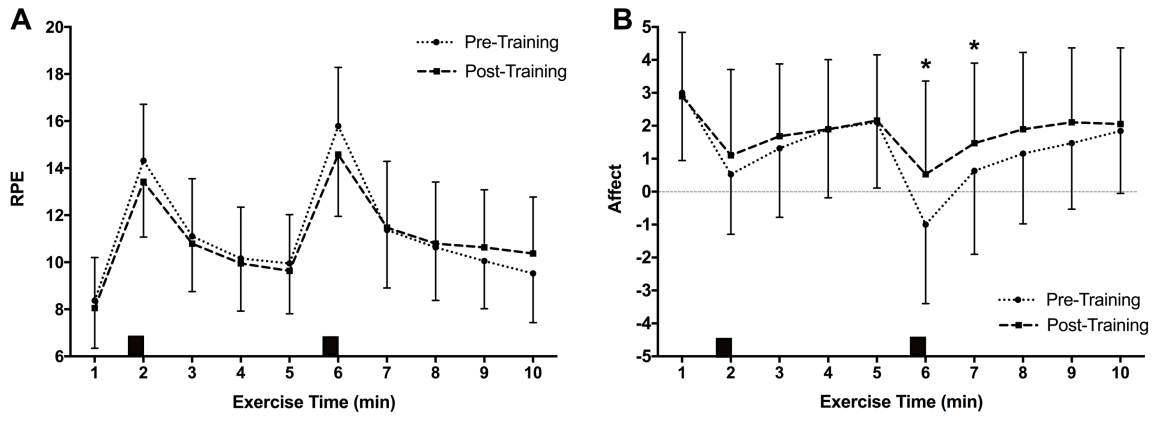 A
20
18
16
14
12
10
8
6
RPE
Pre-Training
Post-Training
1 2 3 4 5 6 7 8 9 10
Exercise Time (min)
B
5
4
3
2
1
0
-1
-2
-3
-4
-5
Affect
* *
Pre-Training
Post-Training
1 2 3 4 5 6 7 8 9 10
Exercise Time (min)